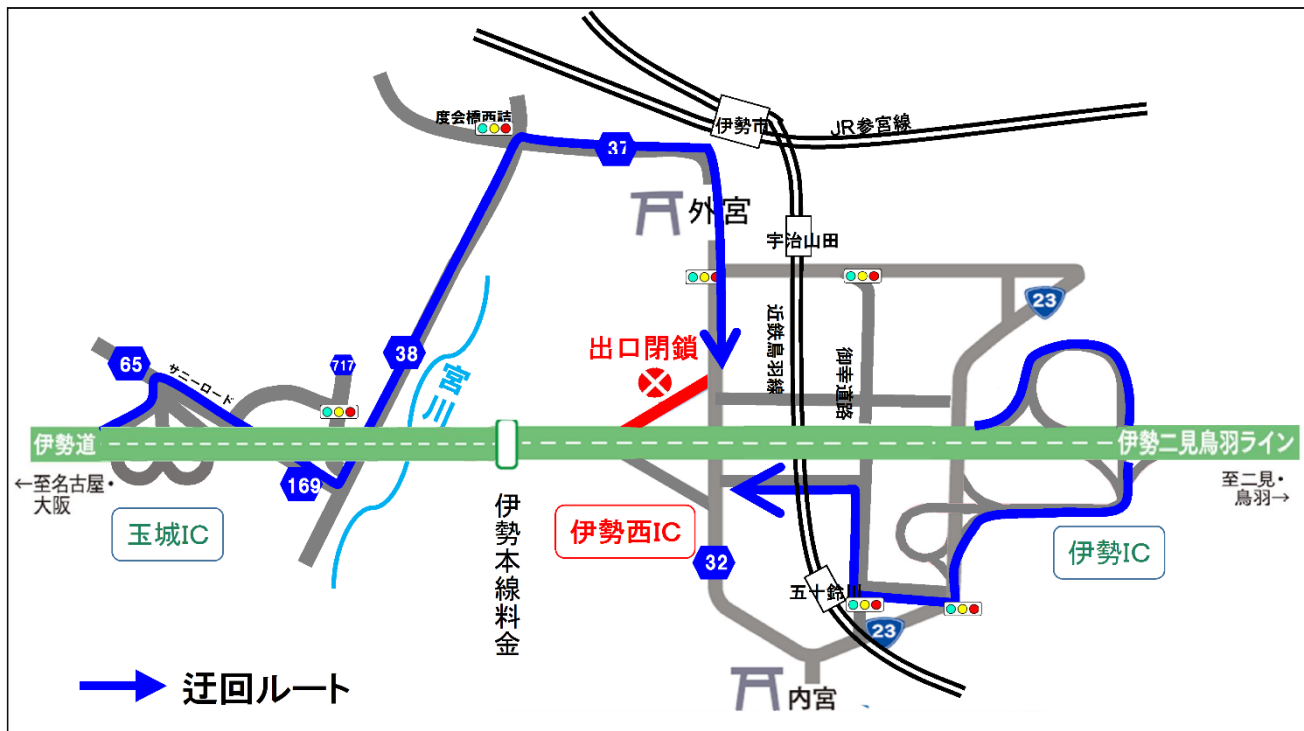 度会橋西詰
37
伊勢市
JR参宮線
外宮
宇治山田
23
出口閉鎖
近鉄鳥羽線
御幸道路
65
サニーロード
717
38
宮川
伊勢道
伊勢二見鳥羽ライン
←至名古屋・
大阪
169
至二見・
鳥羽→
玉城IC
伊勢本線料金
伊勢西IC
伊勢IC
32
五十鈴川
23
迂回ルート
内宮